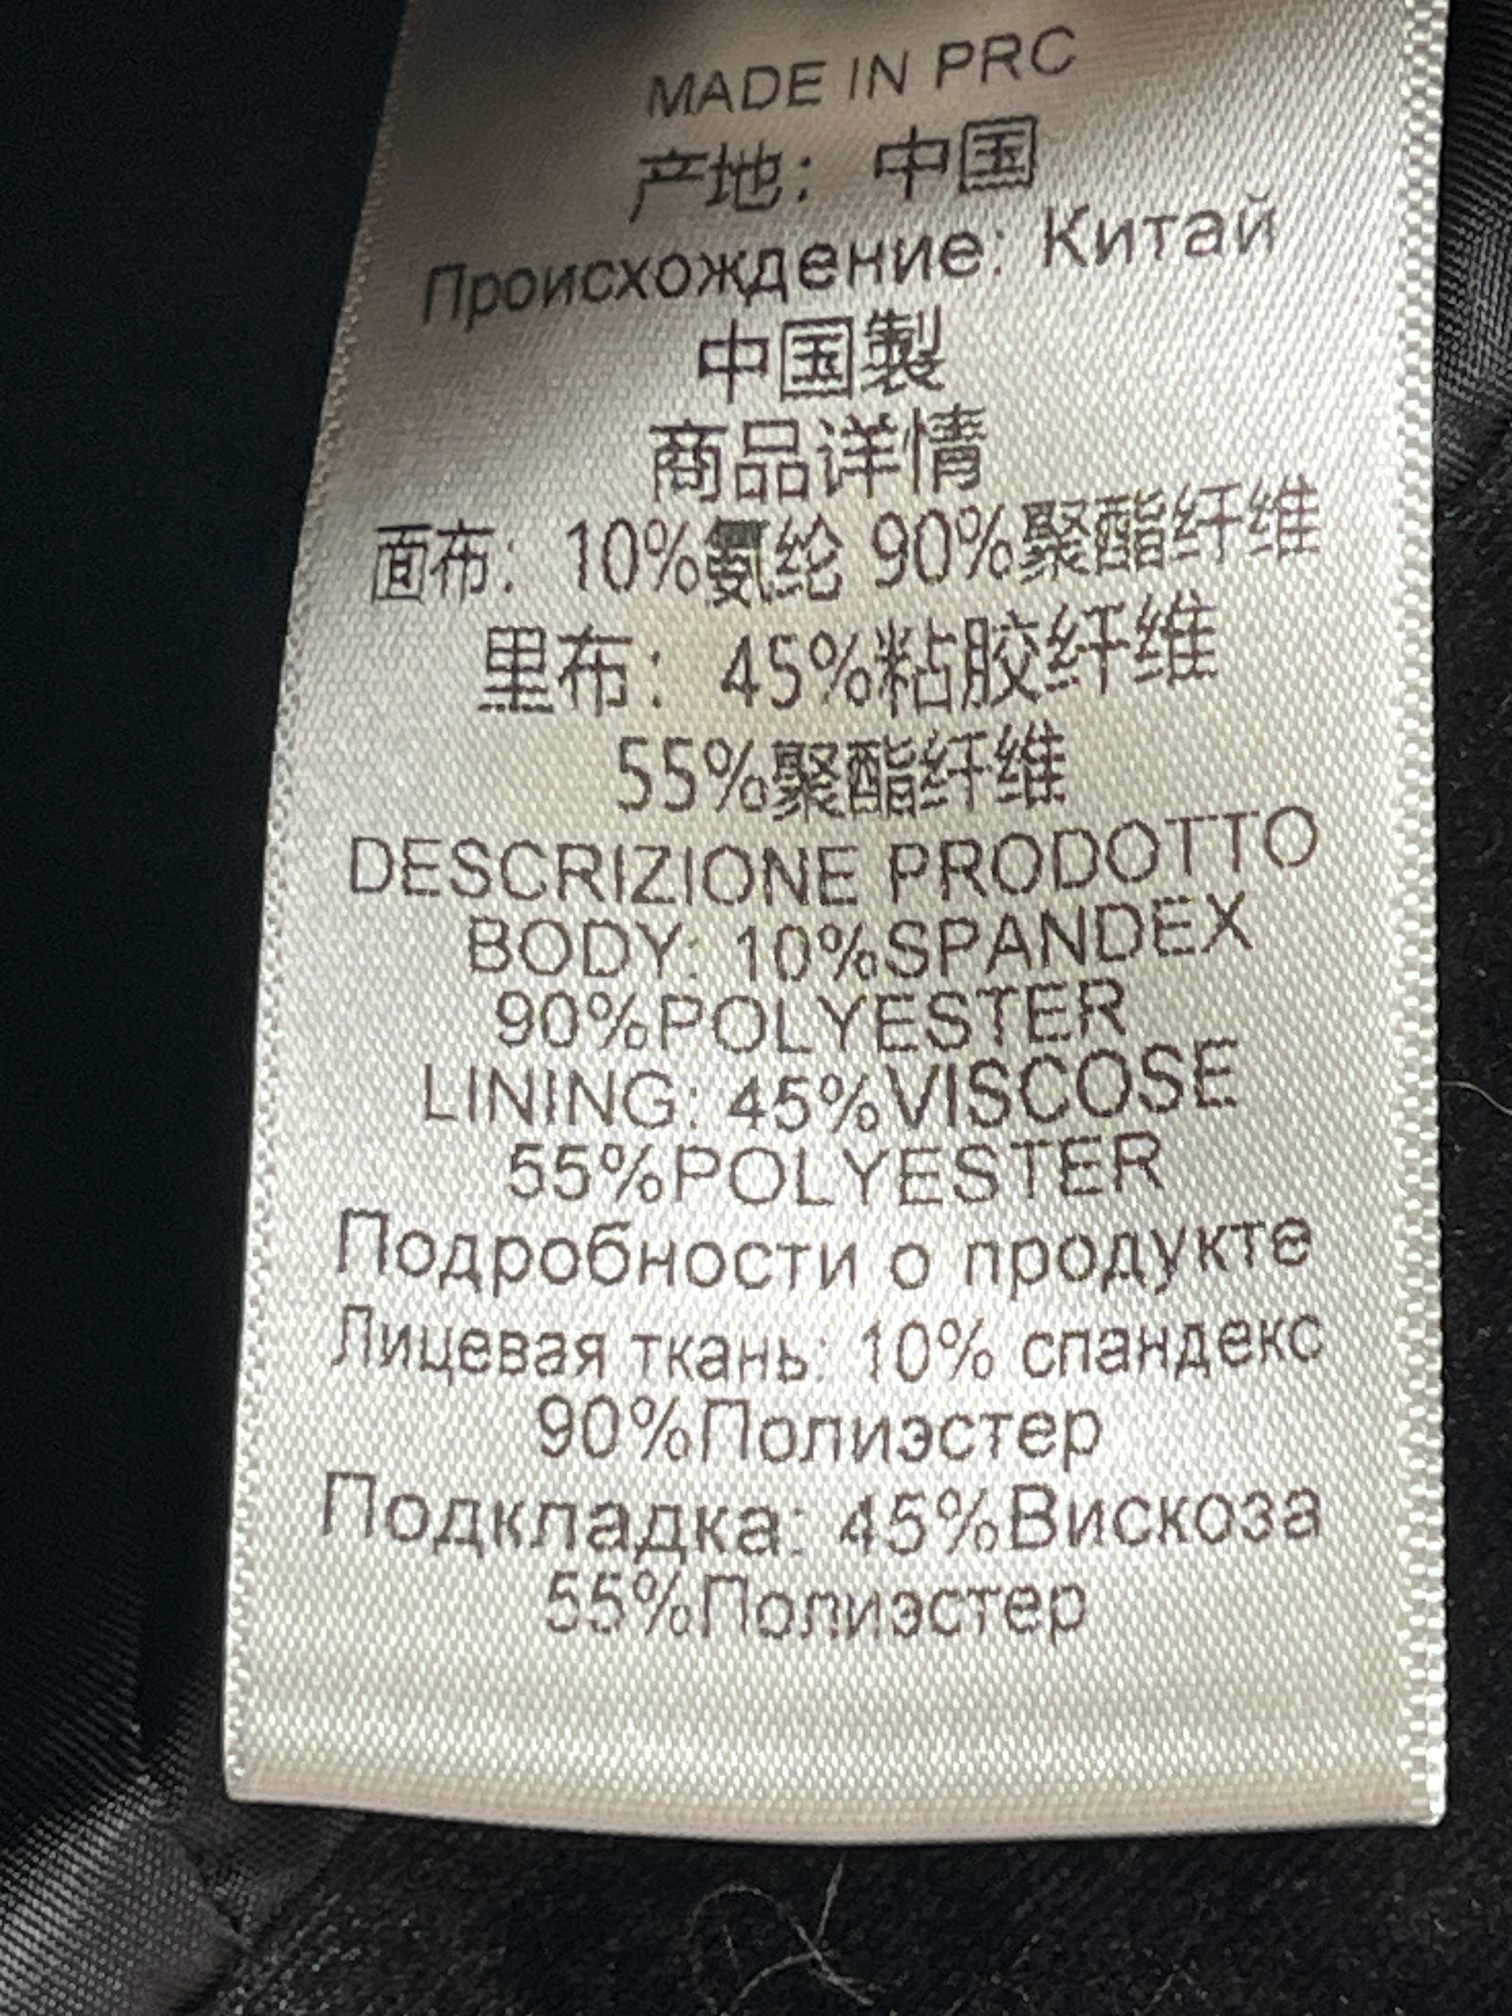 MADE IN PRC
产地：中国
Происхождение: Китай
中国製
商品详情
面布：10%氨纶 90%聚酯纤维
里布：45%粘胶纤维
55%聚酯纤维
DESCRIZIONE PRODOTTO
BODY: 10%SPANDEX
90%POLYESTER
LINING: 45%VISCOSE
55%POLYESTER
Подробности о продукте
Лицевая ткань: 10% спандекс
90%Полиэстер
Подкладка: 45%Вискоза
55%Полиэстер